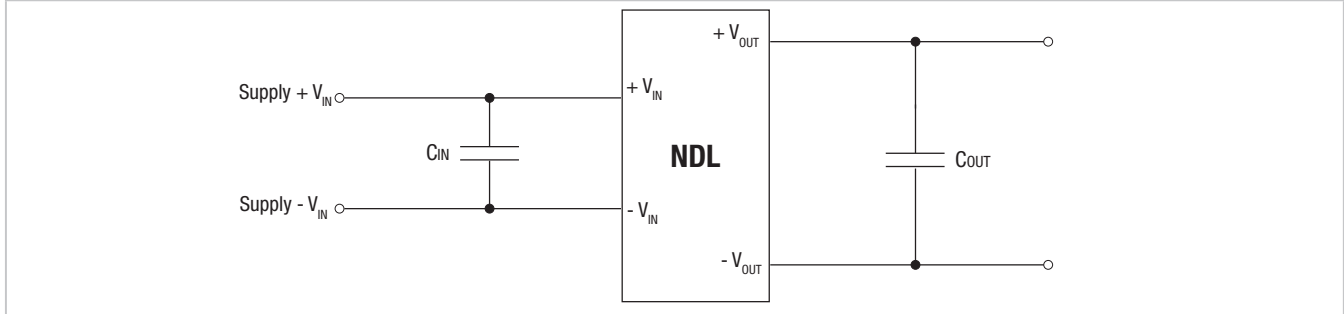 + VOUT
Supply + VIN
+ VIN
CIN
NDL
COUT
Supply - VIN
- VIN
- VOUT